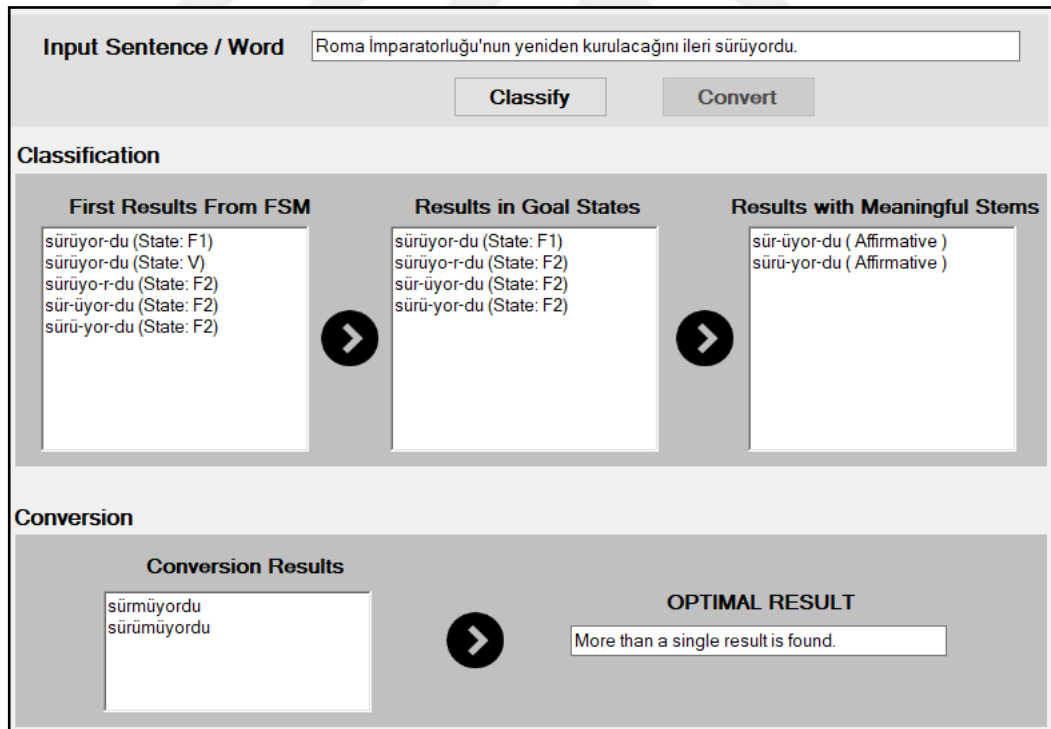 Input Sentence / Word
Roma İmparatorluğu'nun yeniden kurulacağını ileri sürüyordu.
Classify
Convert
Classification
First Results From FSM
sürüyor-du (State: F1)
sürüyor-du (State: V)
sürüyo-r-du (State: F2)
sür-üyor-du (State: F2)
sürü-yor-du (State: F2)
Results in Goal States
sürüyor-du (State: F1)
sürüyo-r-du (State: F2)
sür-üyor-du (State: F2)
sürü-yor-du (State: F2)
Results with Meaningful Stems
sür-üyor-du ( Affirmative )
sürü-yor-du ( Affirmative )
Conversion
Conversion Results
sürmüyordu
sürümüyordu
OPTIMAL RESULT
More than a single result is found.